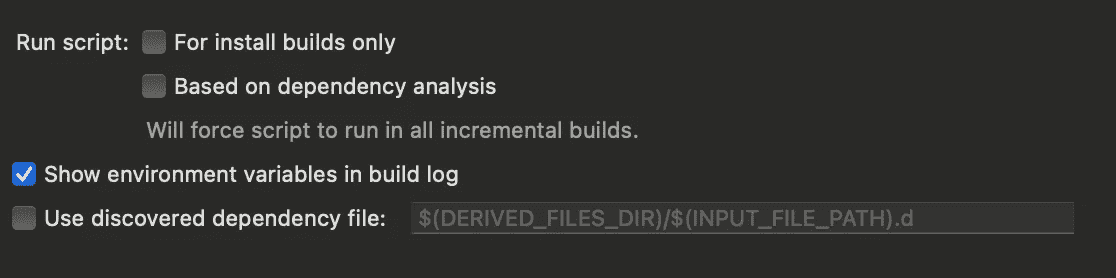 Run script: For install builds only
Based on dependency analysis
Will force script to run in all incremental builds.
Show environment variables in build log
Use discovered dependency file: $(DERIVED_FILES_DIR)/$(INPUT_FILE_PATH).d